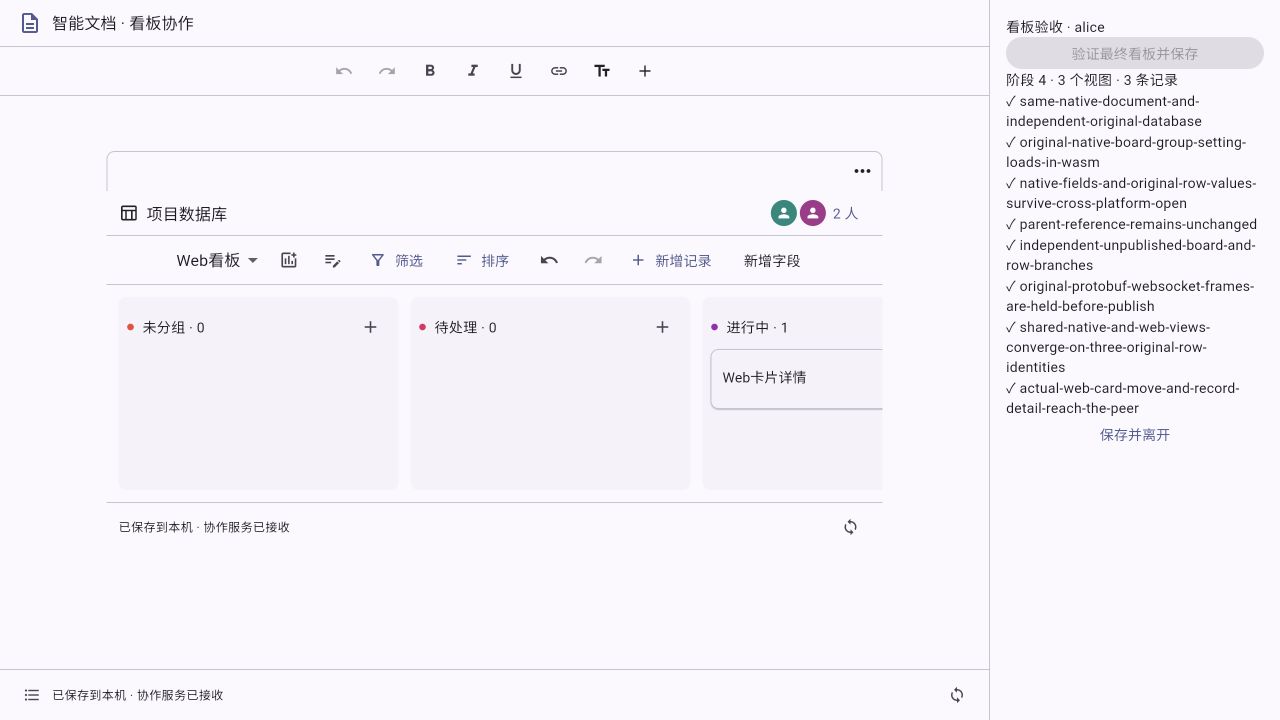 智能文档 · 看板协作
项目数据库
2 人
Web看板
筛选
排序
新增记录
新增字段
未分组 · 0
待处理 · 0
进行中 · 1
Web卡片详情
已保存到本机 · 协作服务已接收
已保存到本机 · 协作服务已接收
看板验收 · alice
验证最终看板并保存
阶段 4 · 3 个视图 · 3 条记录
✓ same-native-document-and-
independent-original-database
✓ original-native-board-group-setting-
loads-in-wasm
✓ native-fields-and-original-row-values-
survive-cross-platform-open
✓ parent-reference-remains-unchanged
✓ independent-unpublished-board-and-
row-branches
✓ original-protobuf-websocket-frames-
are-held-before-publish
✓ shared-native-and-web-views-
converge-on-three-original-row-
identities
✓ actual-web-card-move-and-record-
detail-reach-the-peer
保存并离开